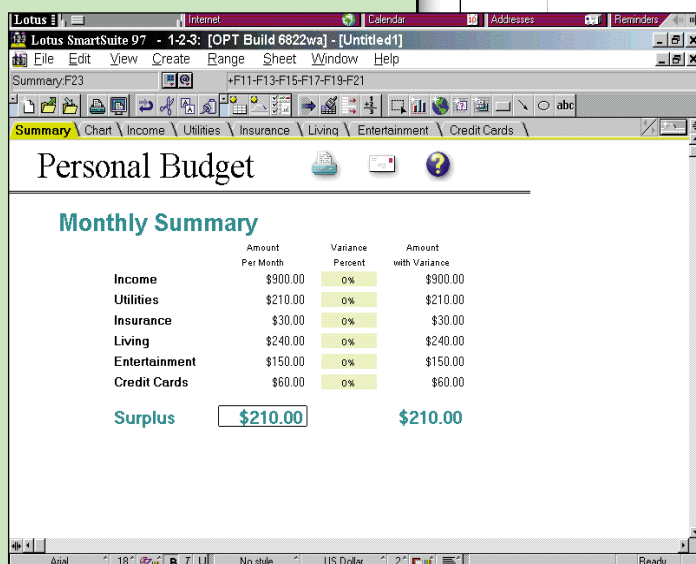 Lotus Internet Calendar 10 Addresses Reminders
Lotus SmartSuite 97 - 1-2-3: [OPT Build 6822wa] - [Untitled1]
File Edit View Create Range Sheet Window Help
Summary:F23 @ +F11-F13-F15-F17-F19-F21
abc
Summary Chart Income Utilities Insurance Living Entertainment Credit Cards
Personal Budget ?
Monthly Summary
Amount Variance Amount
Per Month Percent with Variance
Income $900.00 0% $900.00
Utilities $210.00 0% $210.00
Insurance $30.00 0% $30.00
Living $240.00 0% $240.00
Entertainment $150.00 0% $150.00
Credit Cards $60.00 0% $60.00
Surplus $210.00 $210.00
Arial 18 B I U No style US Dollar 2 Ready